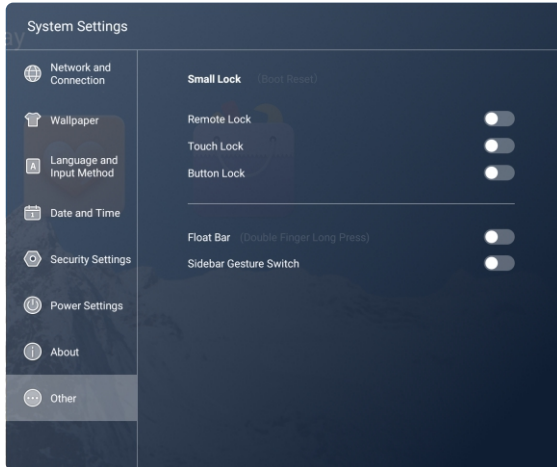 System Settings
ay
Network and
Connection
Wallpaper
Language and
Input Method
A
Date and Time
1
Security Settings
Power Settings
About
Other
Small Lock (Boot Reset)
Remote Lock
Touch Lock
Button Lock
Float Bar (Double Finger Long Press)
Sidebar Gesture Switch